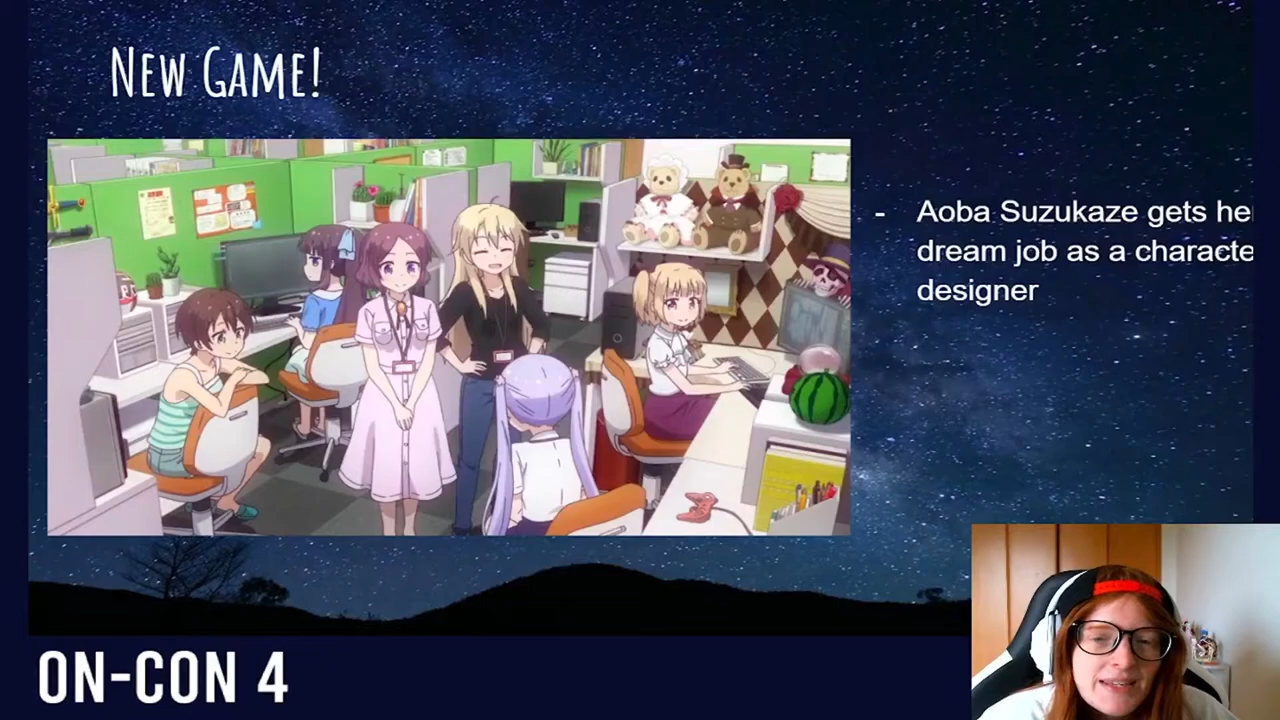 New Game!
- Aoba Suzukaze gets he
dream job as a characte
designer
ON-CON 4